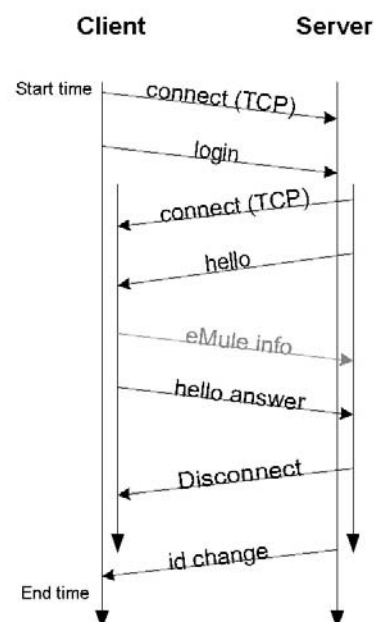 Client Server
Start time
connect (TCP)
login
connect (TCP)
hello
eMule info
hello answer
Disconnect
id change
End time